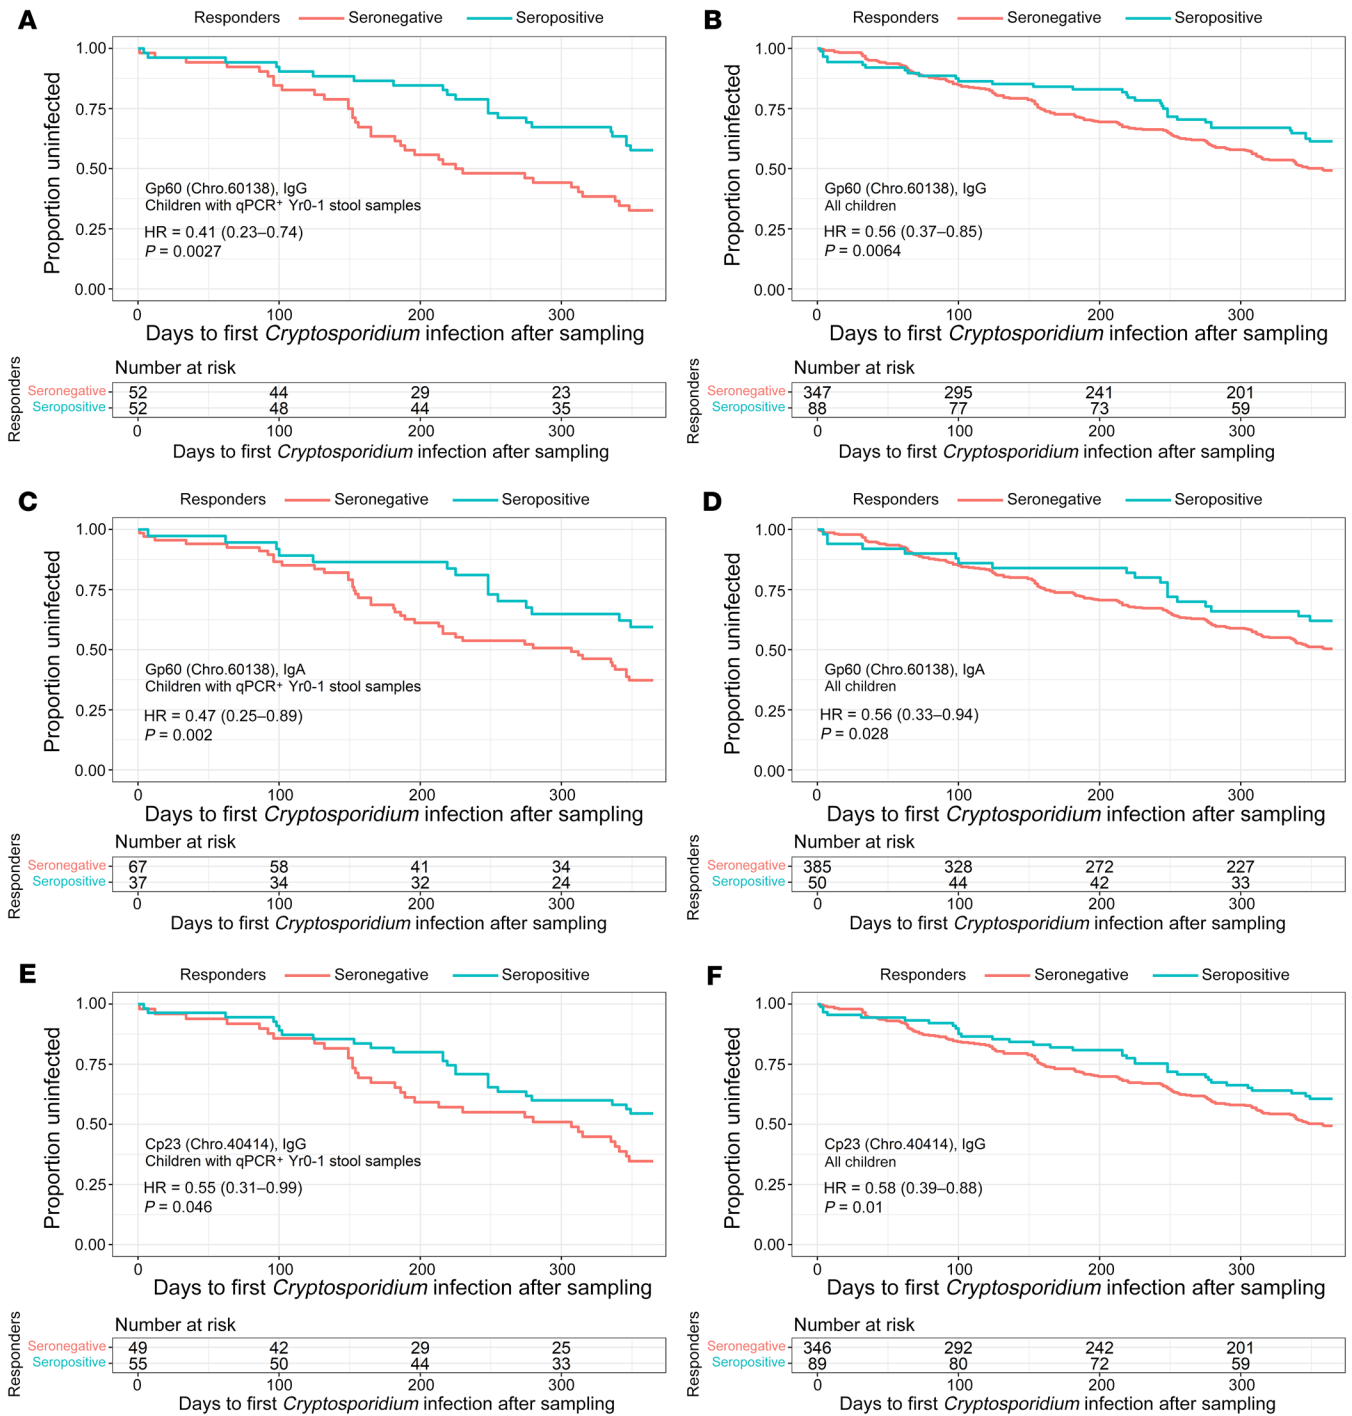 A
Responders Seronegative Seropositive
1.00
0.75
0.50
0.25
0.00
Proportion uninfected
Gp60 (Chro.60138), IgG
Children with qPCR⁺ Yr0-1 stool samples
HR = 0.41 (0.23–0.74)
P = 0.0027
0 100 200 300
Days to first Cryptosporidium infection after sampling
Number at risk
Responders
Seronegative 52 44 29 23
Seropositive 52 48 44 35
0 100 200 300
Days to first Cryptosporidium infection after sampling
B
Responders Seronegative Seropositive
1.00
0.75
0.50
0.25
0.00
Proportion uninfected
Gp60 (Chro.60138), IgG
All children
HR = 0.56 (0.37–0.85)
P = 0.0064
0 100 200 300
Days to first Cryptosporidium infection after sampling
Number at risk
Responders
Seronegative 347 295 241 201
Seropositive 88 77 73 59
0 100 200 300
Days to first Cryptosporidium infection after sampling
C
Responders Seronegative Seropositive
1.00
0.75
0.50
0.25
0.00
Proportion uninfected
Gp60 (Chro.60138), IgA
Children with qPCR⁺ Yr0-1 stool samples
HR = 0.47 (0.25–0.89)
P = 0.002
0 100 200 300
Days to first Cryptosporidium infection after sampling
Number at risk
Responders
Seronegative 67 58 41 34
Seropositive 37 34 32 24
0 100 200 300
Days to first Cryptosporidium infection after sampling
D
Responders Seronegative Seropositive
1.00
0.75
0.50
0.25
0.00
Proportion uninfected
Gp60 (Chro.60138), IgA
All children
HR = 0.56 (0.33–0.94)
P = 0.028
0 100 200 300
Days to first Cryptosporidium infection after sampling
Number at risk
Responders
Seronegative 385 328 272 227
Seropositive 50 44 42 33
0 100 200 300
Days to first Cryptosporidium infection after sampling
E
Responders Seronegative Seropositive
1.00
0.75
0.50
0.25
0.00
Proportion uninfected
Cp23 (Chro.40414), IgG
Children with qPCR⁺ Yr0-1 stool samples
HR = 0.55 (0.31–0.99)
P = 0.046
0 100 200 300
Days to first Cryptosporidium infection after sampling
Number at risk
Responders
Seronegative 49 42 29 25
Seropositive 55 50 44 33
0 100 200 300
Days to first Cryptosporidium infection after sampling
F
Responders Seronegative Seropositive
1.00
0.75
0.50
0.25
0.00
Proportion uninfected
Cp23 (Chro.40414), IgG
All children
HR = 0.58 (0.39–0.88)
P = 0.01
0 100 200 300
Days to first Cryptosporidium infection after sampling
Number at risk
Responders
Seronegative 346 292 242 201
Seropositive 89 80 72 59
0 100 200 300
Days to first Cryptosporidium infection after sampling